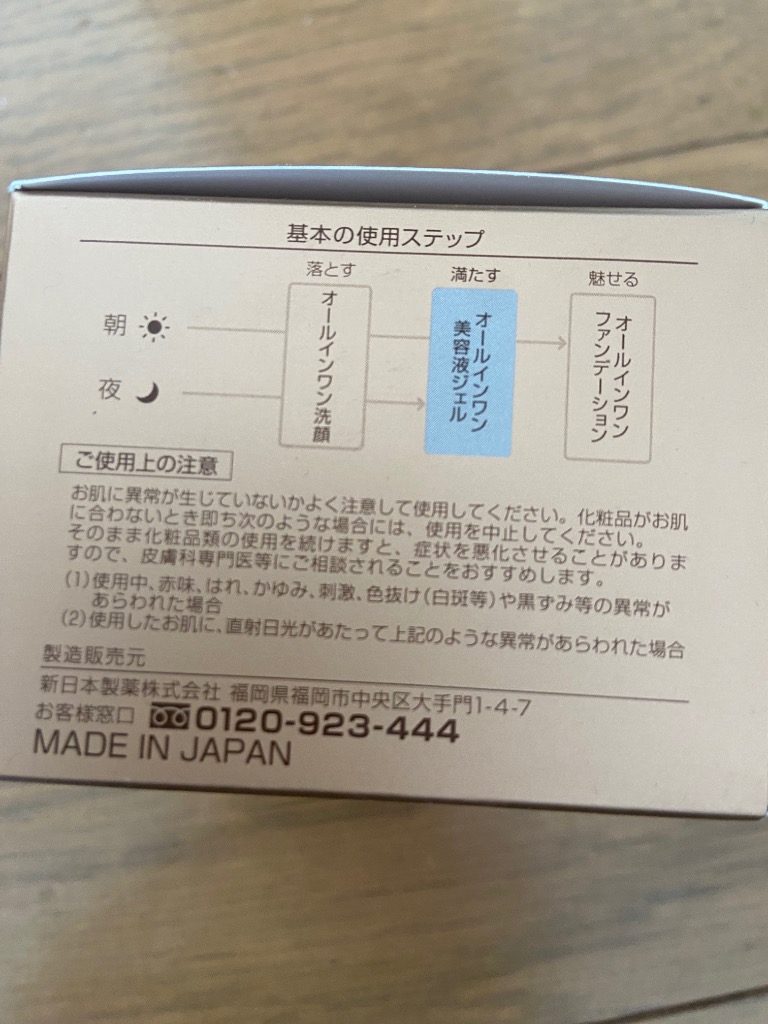 基本の使用ステップ
落とす
満たす
魅せる
朝
夜
オールインワン洗顔
オールインワン
美容液ジェル
オールインワン
ファンデーション
ご使用上の注意
お肌に異常が生じていないかよく注意して使用してください。化粧品がお肌
に合わないとき即ち次のような場合には、使用を中止してください。
そのまま化粧品類の使用を続けますと、症状を悪化させることがありま
すので、皮膚科専門医等にご相談されることをおすすめします。
(1)使用中、赤味、はれ、かゆみ、刺激、色抜け(白斑等)や黒ずみ等の異常が
あらわれた場合
(2)使用したお肌に、直射日光があたって上記のような異常があらわれた場合
製造販売元
新日本製薬株式会社 福岡県福岡市中央区大手門1-4-7
お客様窓口 0120-923-444
MADE IN JAPAN